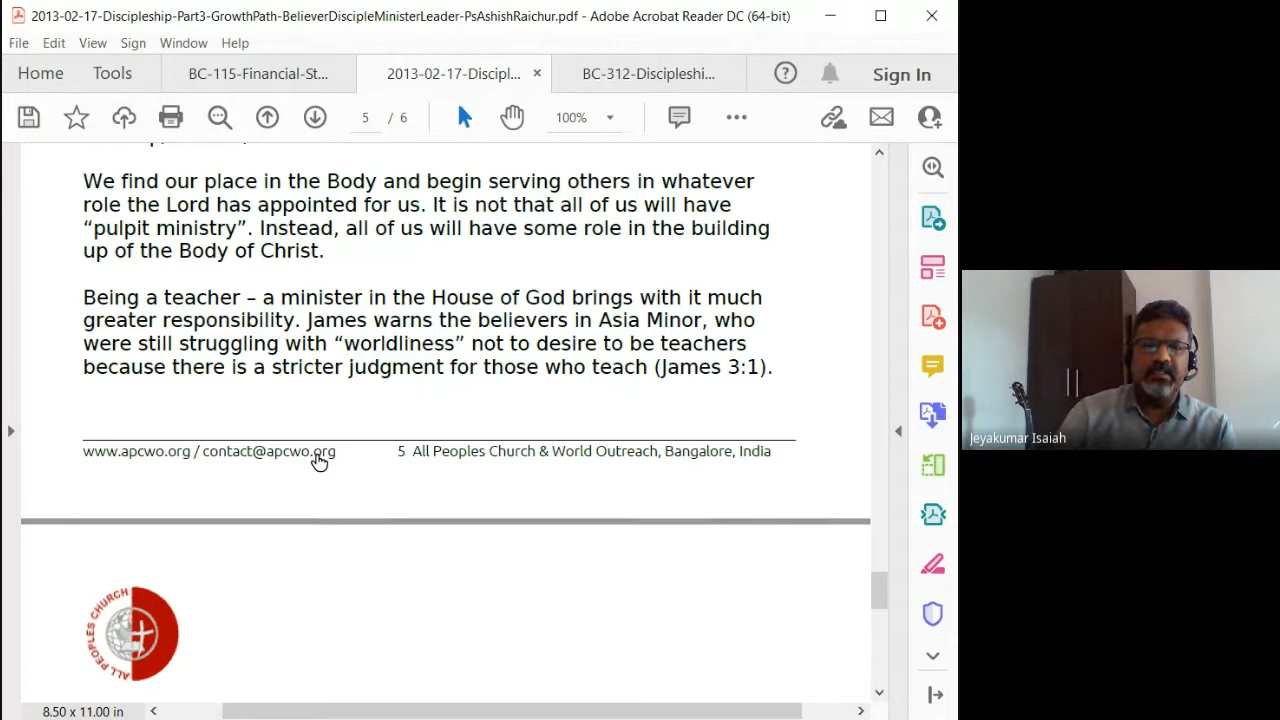 2013-02-17-Discipleship-Part3-GrowthPath-BelieverDiscipleMinisterLeader-PsAshishRaichur.pdf - Adobe Acrobat Reader DC (64-bit)
File Edit View Sign Window Help
Home Tools BC-115-Financial-St... 2013-02-17-Discipl... BC-312-Discipleshi... Sign In
5 / 6 100%
We find our place in the Body and begin serving others in whatever
role the Lord has appointed for us. It is not that all of us will have
“pulpit ministry”. Instead, all of us will have some role in the building
up of the Body of Christ.
Being a teacher – a minister in the House of God brings with it much
greater responsibility. James warns the believers in Asia Minor, who
were still struggling with “worldliness” not to desire to be teachers
because there is a stricter judgment for those who teach (James 3:1).
www.apcwo.org / contact@apcwo.org 5 All Peoples Church & World Outreach, Bangalore, India
ALL PEOPLES CHURCH
8.50 x 11.00 in
Jeyakumar Isaiah